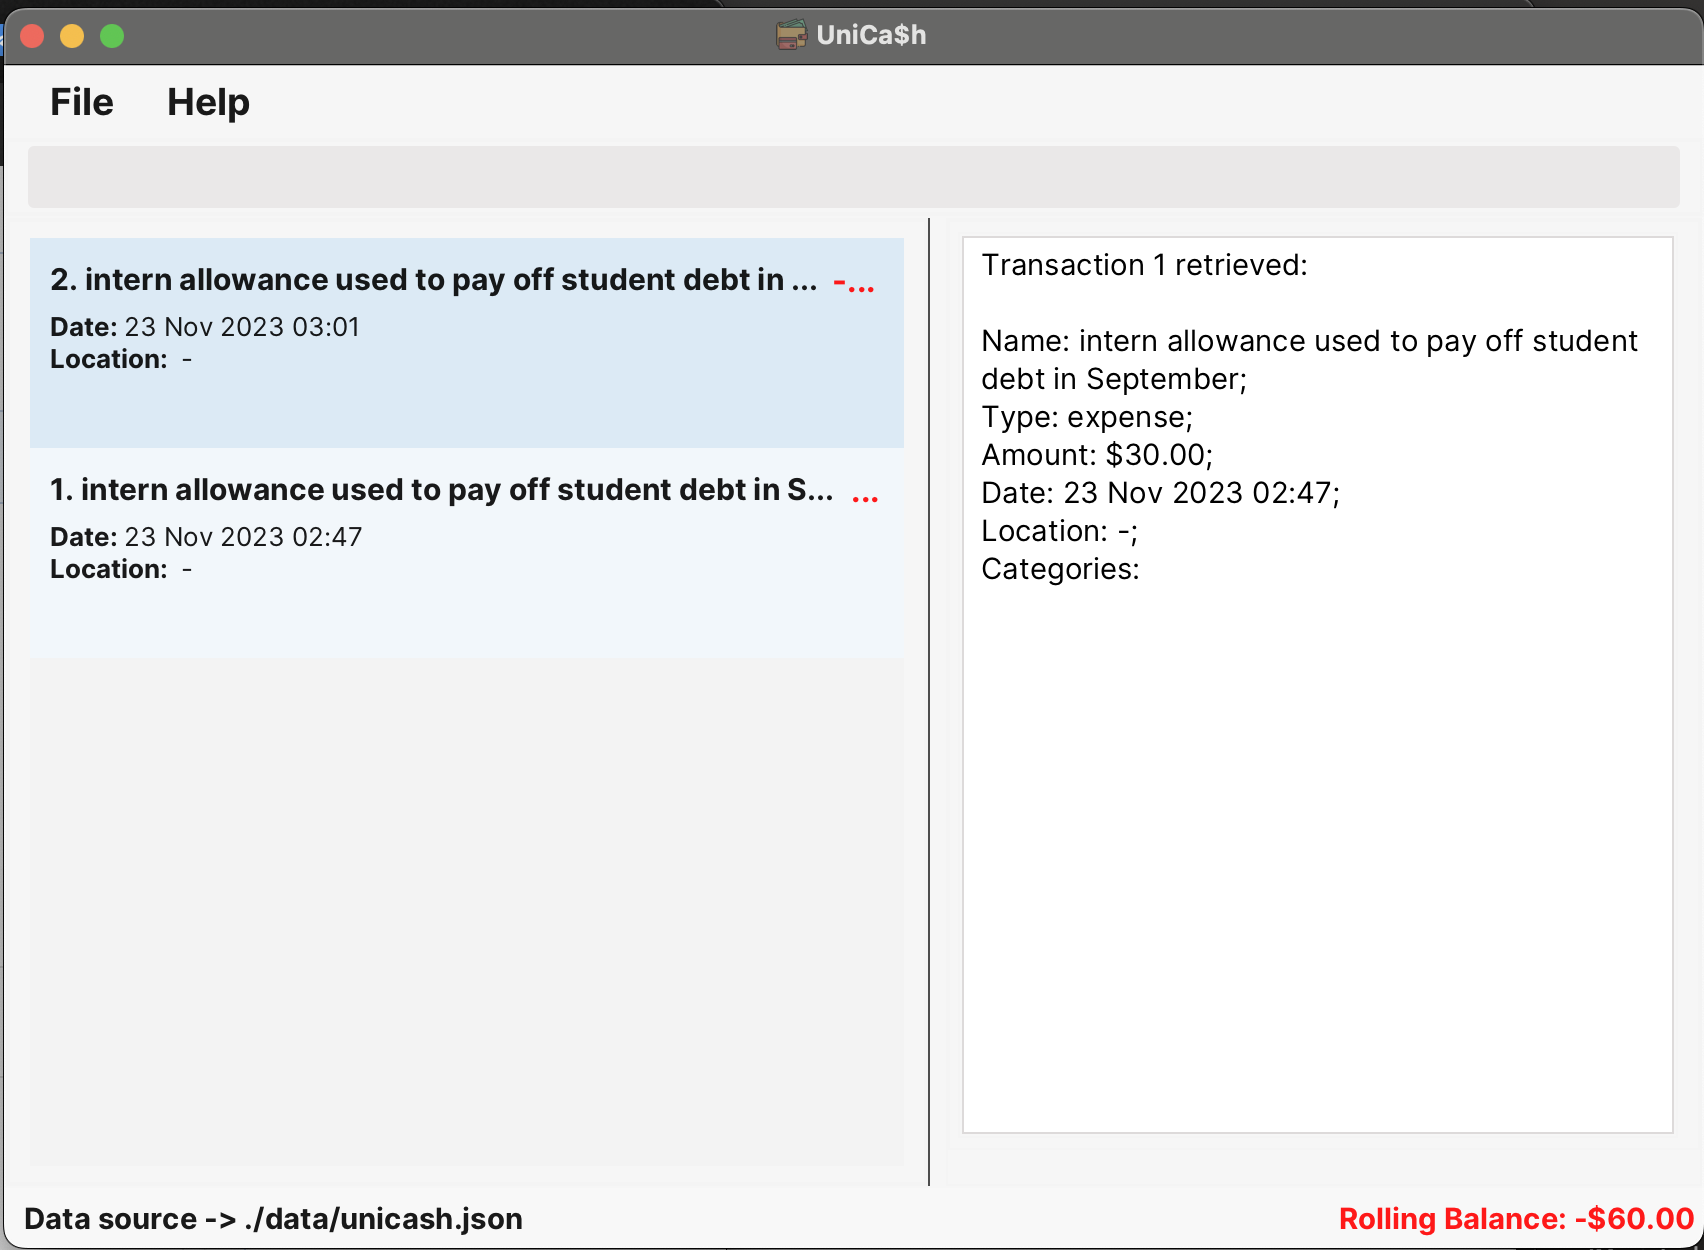 UniCa$h
File Help
2. intern allowance used to pay off student debt in ... -...
Date: 23 Nov 2023 03:01
Location: -
1. intern allowance used to pay off student debt in S... ...
Date: 23 Nov 2023 02:47
Location: -
Transaction 1 retrieved:
Name: intern allowance used to pay off student
debt in September;
Type: expense;
Amount: $30.00;
Date: 23 Nov 2023 02:47;
Location: -;
Categories:
Data source -> ./data/unicash.json
Rolling Balance: -$60.00